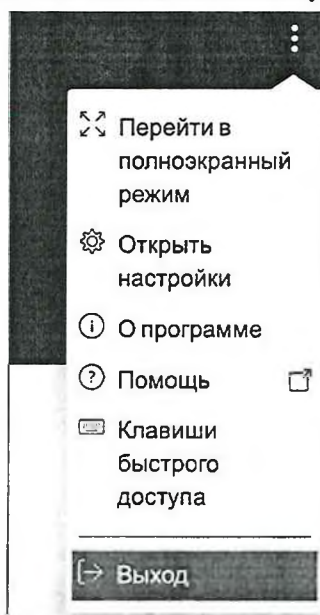 Перейти в
полноэкранный
режим
Открыть
настройки
О программе
Помощь
Клавиши
быстрого
доступа
Выход